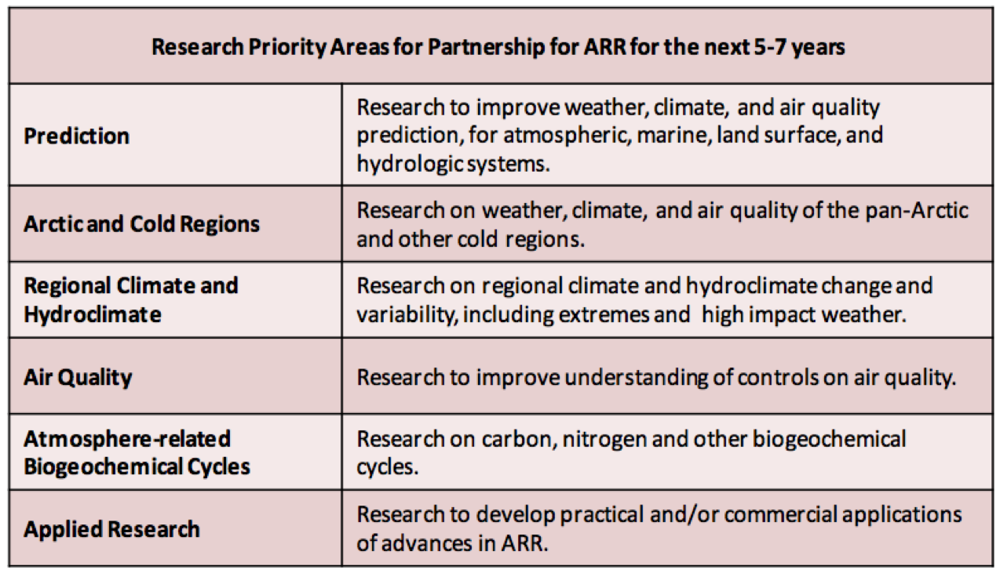 Research Priority Areas for Partnership for ARR for the next 5-7 years
Prediction
Research to improve weather, climate, and air quality
prediction, for atmospheric, marine, land surface, and
hydrologic systems.
Arctic and Cold Regions
Research on weather, climate, and air quality of the pan-Arctic
and other cold regions.
Regional Climate and
Hydroclimate
Research on regional climate and hydroclimate change and
variability, including extremes and high impact weather.
Air Quality
Research to improve understanding of controls on air quality.
Atmosphere-related
Biogeochemical Cycles
Research on carbon, nitrogen and other biogeochemical
cycles.
Applied Research
Research to develop practical and/or commercial applications
of advances in ARR.